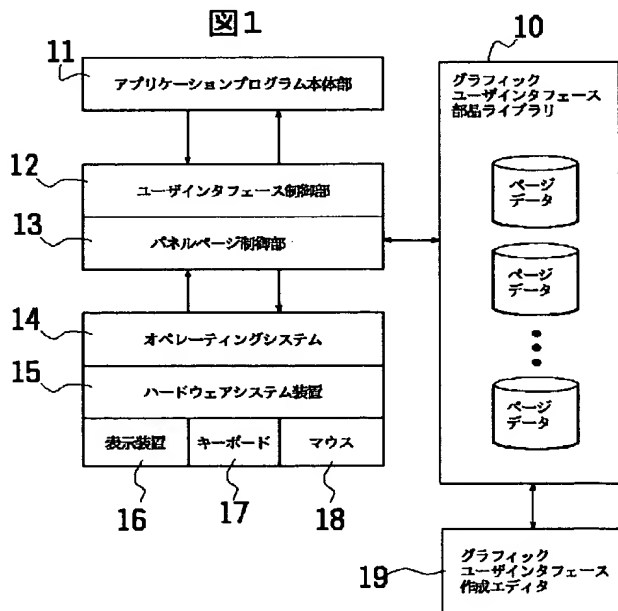 図1
11
アプリケーションプログラム本体部
12
ユーザインタフェース制御部
13
パネルページ制御部
14
オペレーティングシステム
15
ハードウェアシステム装置
表示装置
キーボード
マウス
16
17
18
10
グラフィック
ユーザインタフェース
部品ライブラリ
ページ
データ
ページ
データ
ページ
データ
19
グラフィック
ユーザインタフェース
作成エディタ